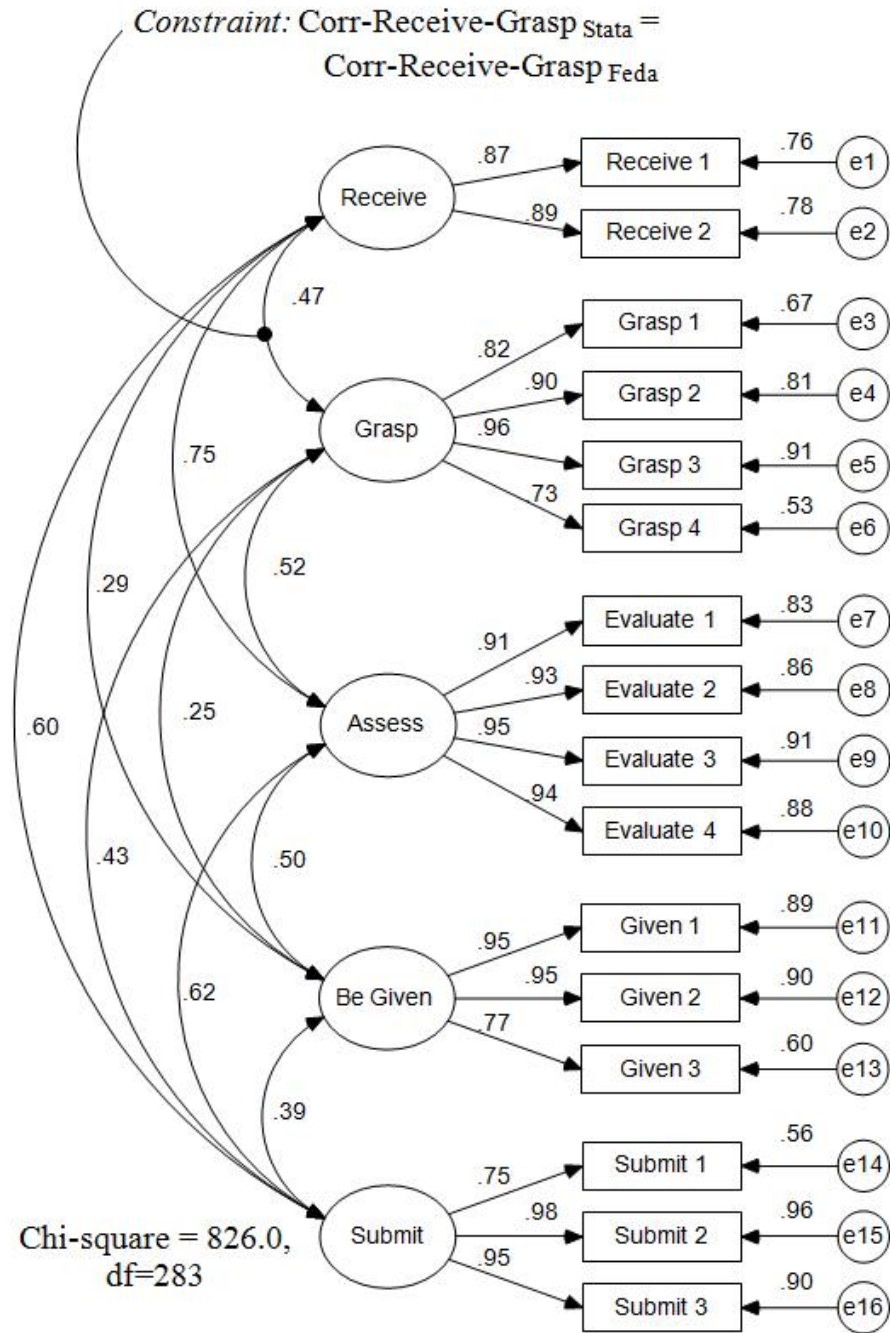 Constraint: Corr-Receive-Grasp Stata =
Corr-Receive-Grasp Feda
.87 Receive 1 .76 e1
Receive
.89 Receive 2 .78 e2
.47
Grasp 1 .67 e3
.82
.90 Grasp 2 .81 e4
Grasp
.96
.75
Grasp 3 .91 e5
.73
Grasp 4 .53 e6
.52
.29
Evaluate 1 .83 e7
.91
.93 Evaluate 2 .86 e8
.25
Assess
.60
.95 Evaluate 3 .91 e9
.94
Evaluate 4 .88 e10
.43
.50
Given 1 .89 e11
.95
.62
Be Given
.95 Given 2 .90 e12
.77
Given 3 .60 e13
.39
Submit 1 .56 e14
.75
Chi-square = 826.0,
df=283
Submit
.98 Submit 2 .96 e15
.95
Submit 3 .90 e16